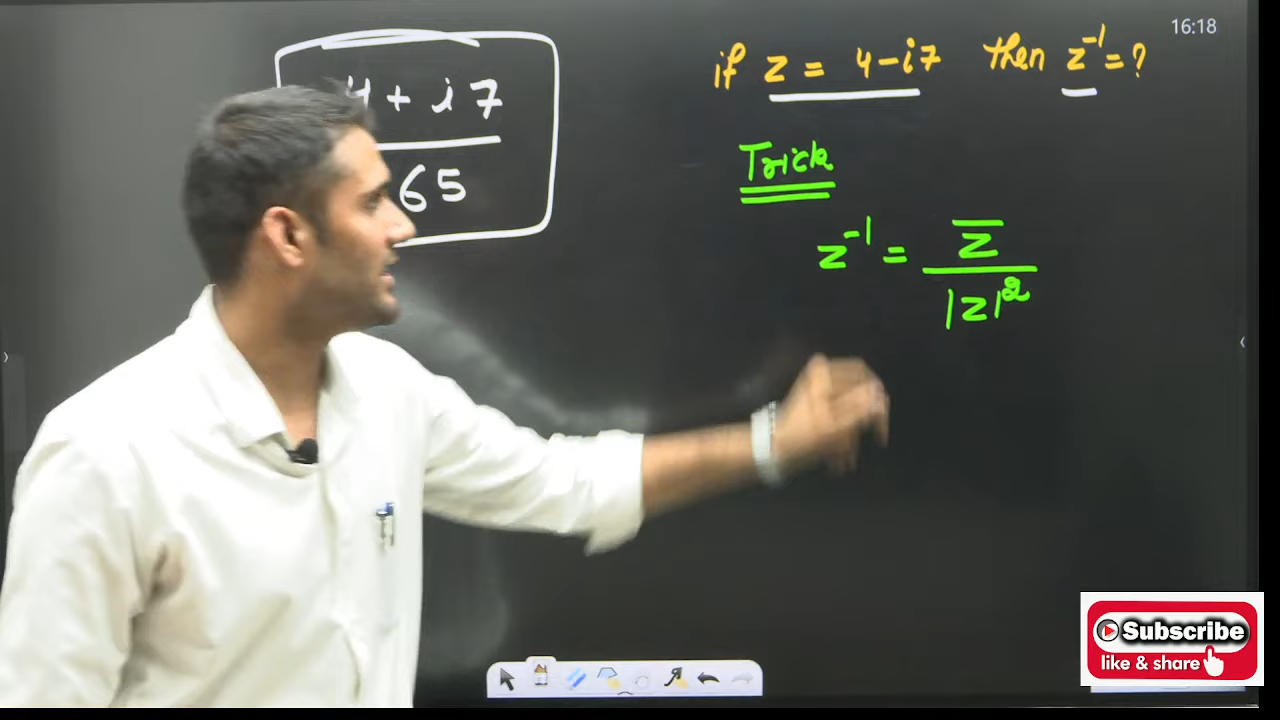 16:18
if z = 4-i7 then z⁻¹=?
4 + i7
65
Trick
z⁻¹ = z̅
|z|²
Subscribe
like & share